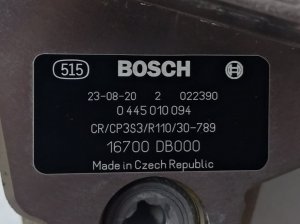 515 BOSCH
23-08-20 2 022390
0 445 010 094
CR/CP3S3/R110/30-789
16700 DB000
Made in Czech Republic